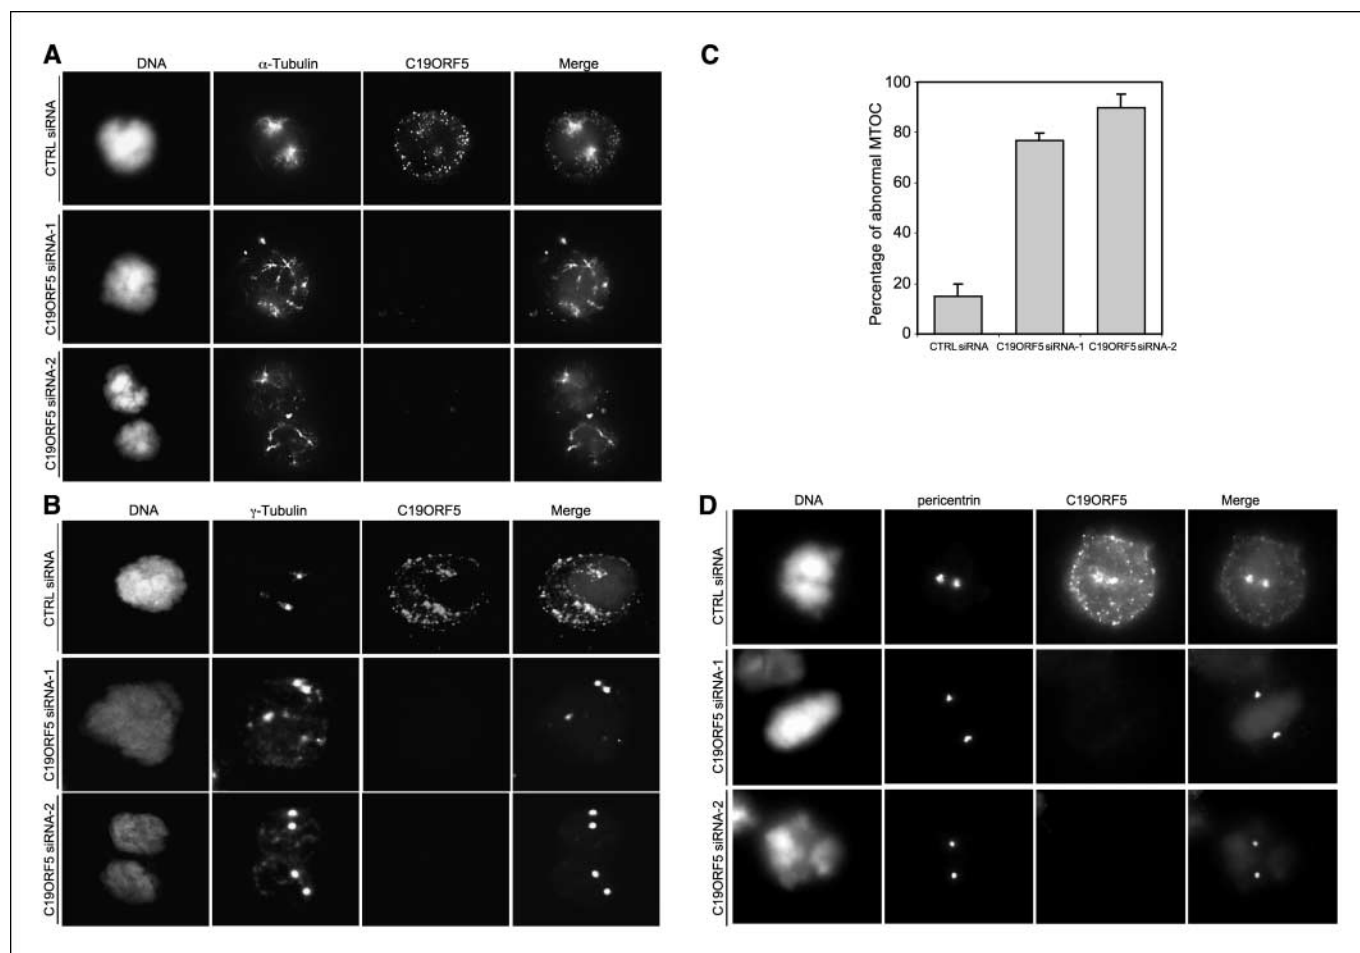 A
DNA α-Tubulin C19ORF5 Merge
CTRL siRNA
C19ORF5 siRNA-1
C19ORF5 siRNA-2
B
DNA γ-Tubulin C19ORF5 Merge
CTRL siRNA
C19ORF5 siRNA-1
C19ORF5 siRNA-2
C
Percentage of abnormal MTOC
100
80
60
40
20
0
CTRL siRNA C19ORF5 siRNA-1 C19ORF5 siRNA-2
D
DNA pericentrin C19ORF5 Merge
CTRL siRNA
C19ORF5 siRNA-1
C19ORF5 siRNA-2